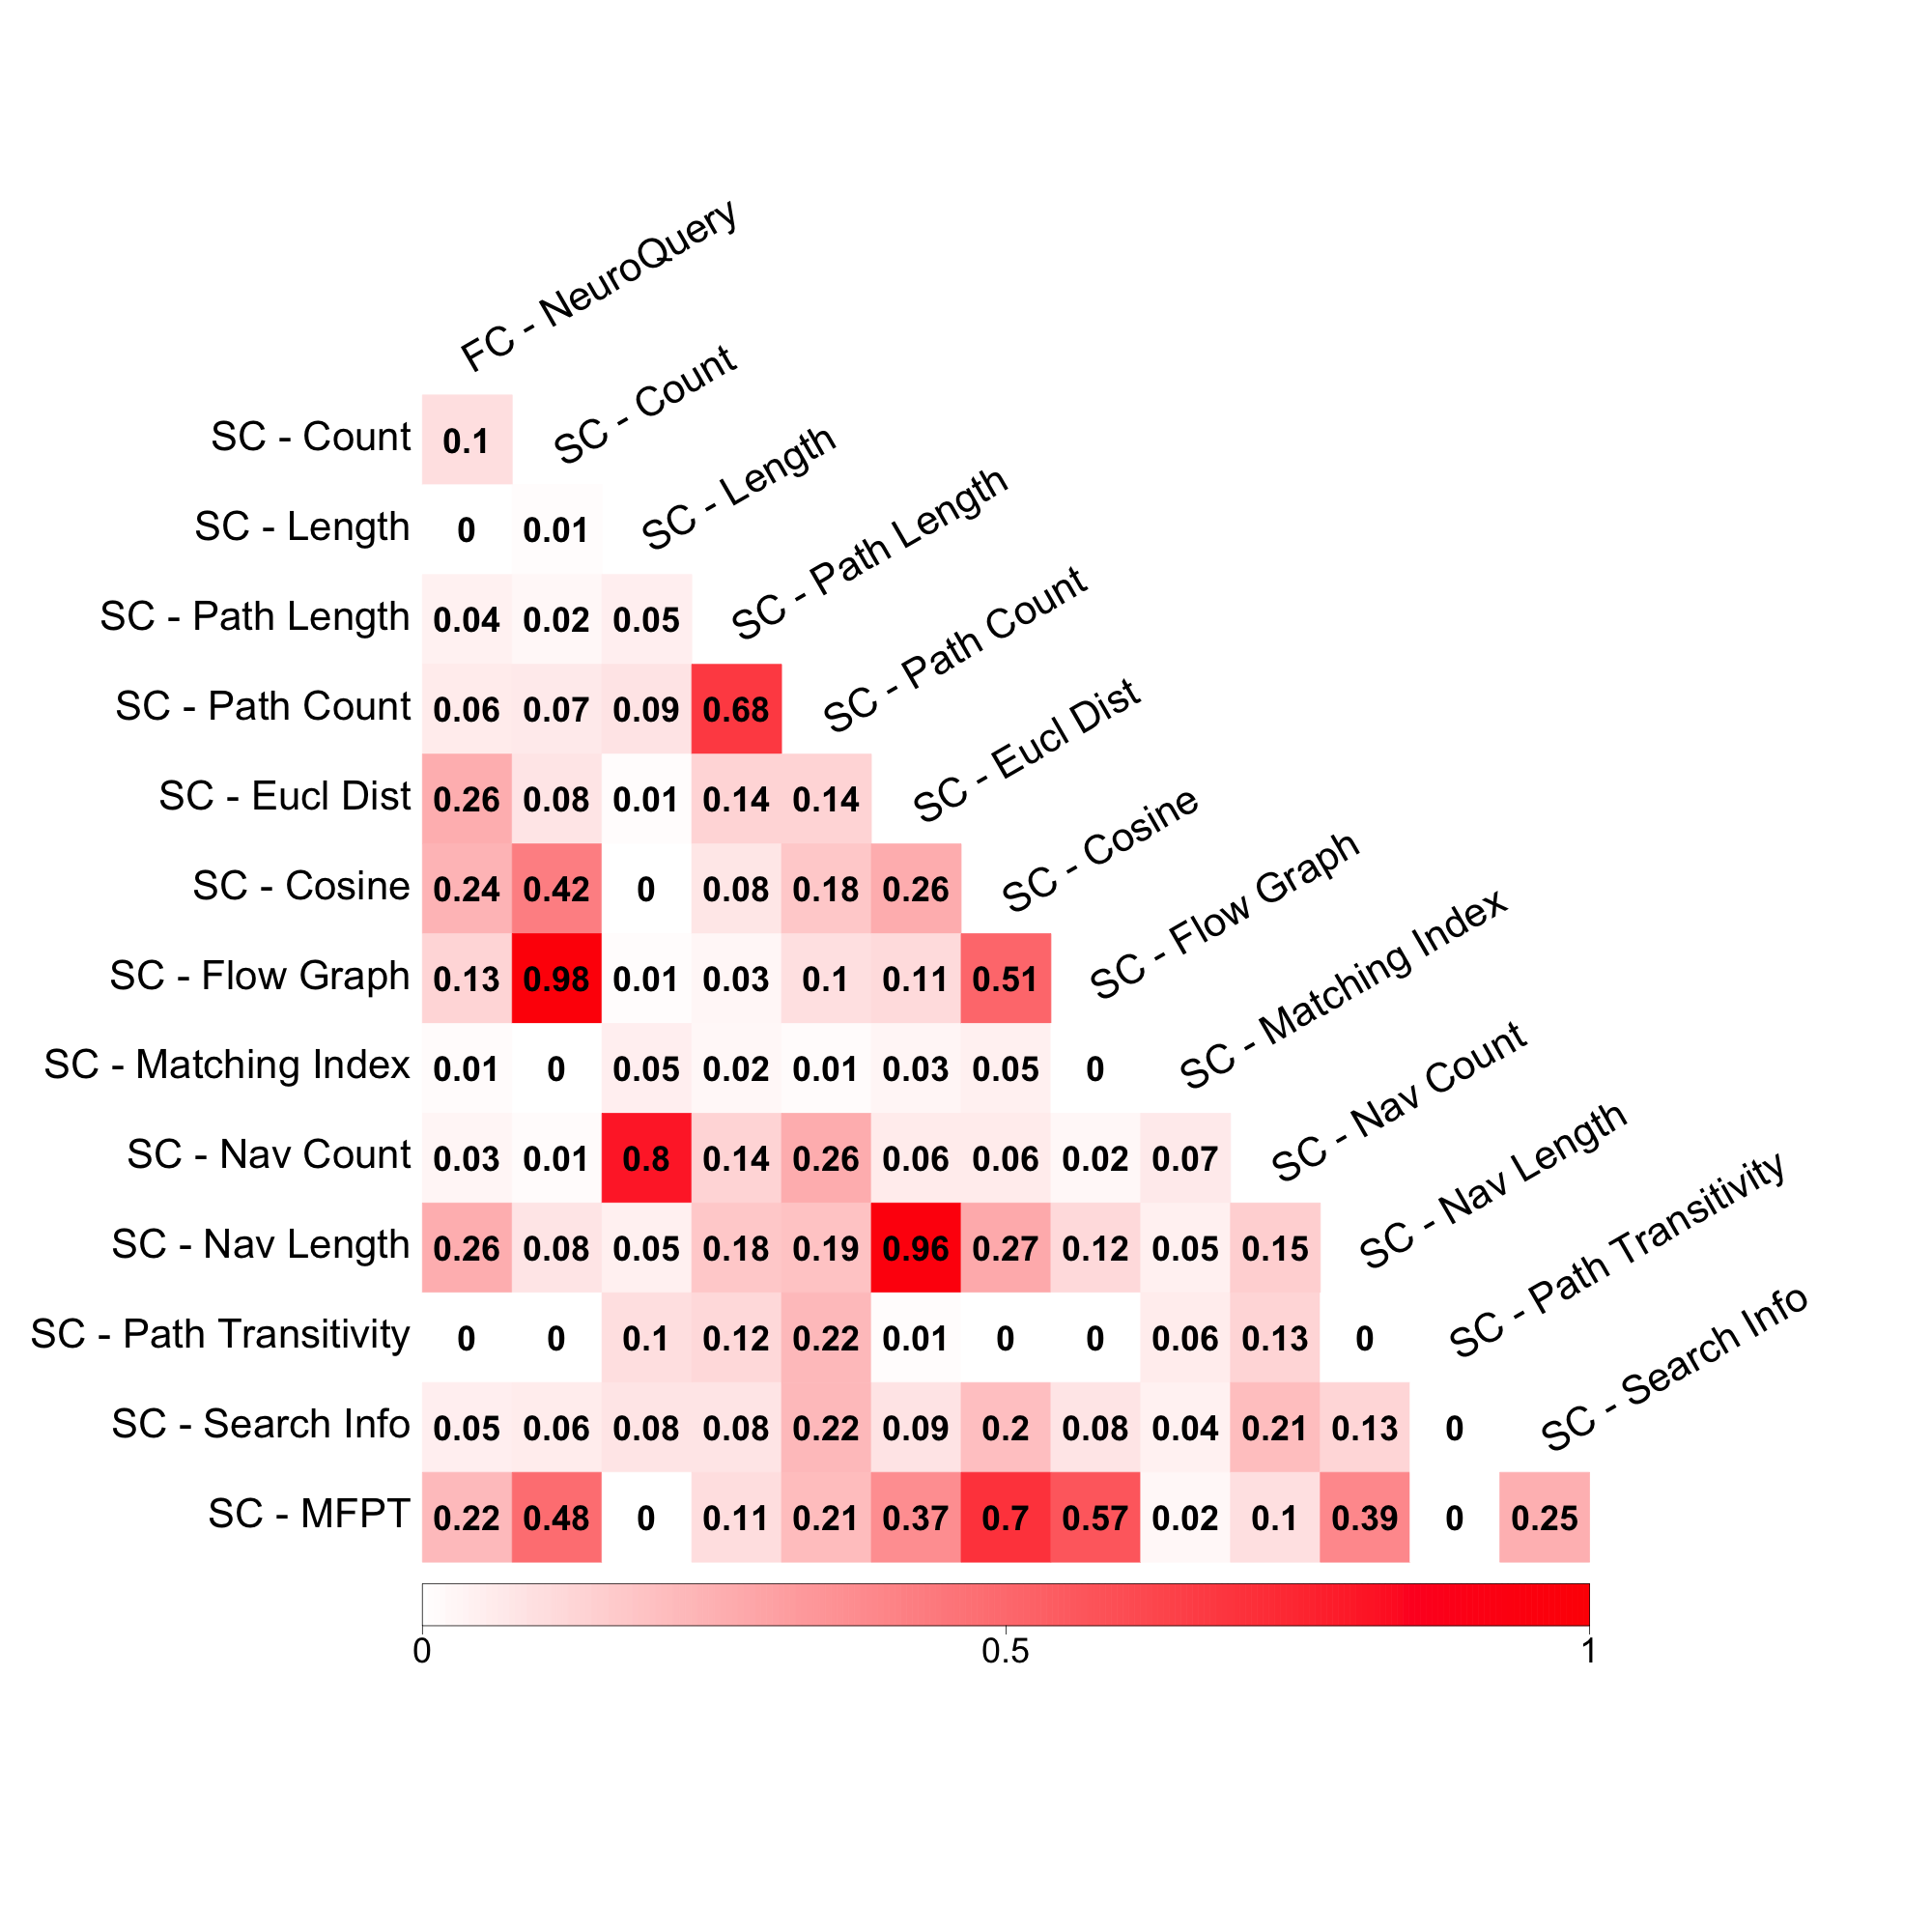 FC - NeuroQuery
SC - Count
SC - Length
SC - Path Length
SC - Path Count
SC - Eucl Dist
SC - Cosine
SC - Flow Graph
SC - Matching Index
SC - Nav Count
SC - Nav Length
SC - Path Transitivity
SC - Search Info
SC - Count 0.1
SC - Length 0 0.01
SC - Path Length 0.04 0.02 0.05
SC - Path Count 0.06 0.07 0.09 0.68
SC - Eucl Dist 0.26 0.08 0.01 0.14 0.14
SC - Cosine 0.24 0.42 0 0.08 0.18 0.26
SC - Flow Graph 0.13 0.98 0.01 0.03 0.1 0.11 0.51
SC - Matching Index 0.01 0 0.05 0.02 0.01 0.03 0.05 0
SC - Nav Count 0.03 0.01 0.8 0.14 0.26 0.06 0.06 0.02 0.07
SC - Nav Length 0.26 0.08 0.05 0.18 0.19 0.96 0.27 0.12 0.05 0.15
SC - Path Transitivity 0 0 0.1 0.12 0.22 0.01 0 0 0.06 0.13 0
SC - Search Info 0.05 0.06 0.08 0.08 0.22 0.09 0.2 0.08 0.04 0.21 0.13 0
SC - MFPT 0.22 0.48 0 0.11 0.21 0.37 0.7 0.57 0.02 0.1 0.39 0 0.25
0 0.5 1